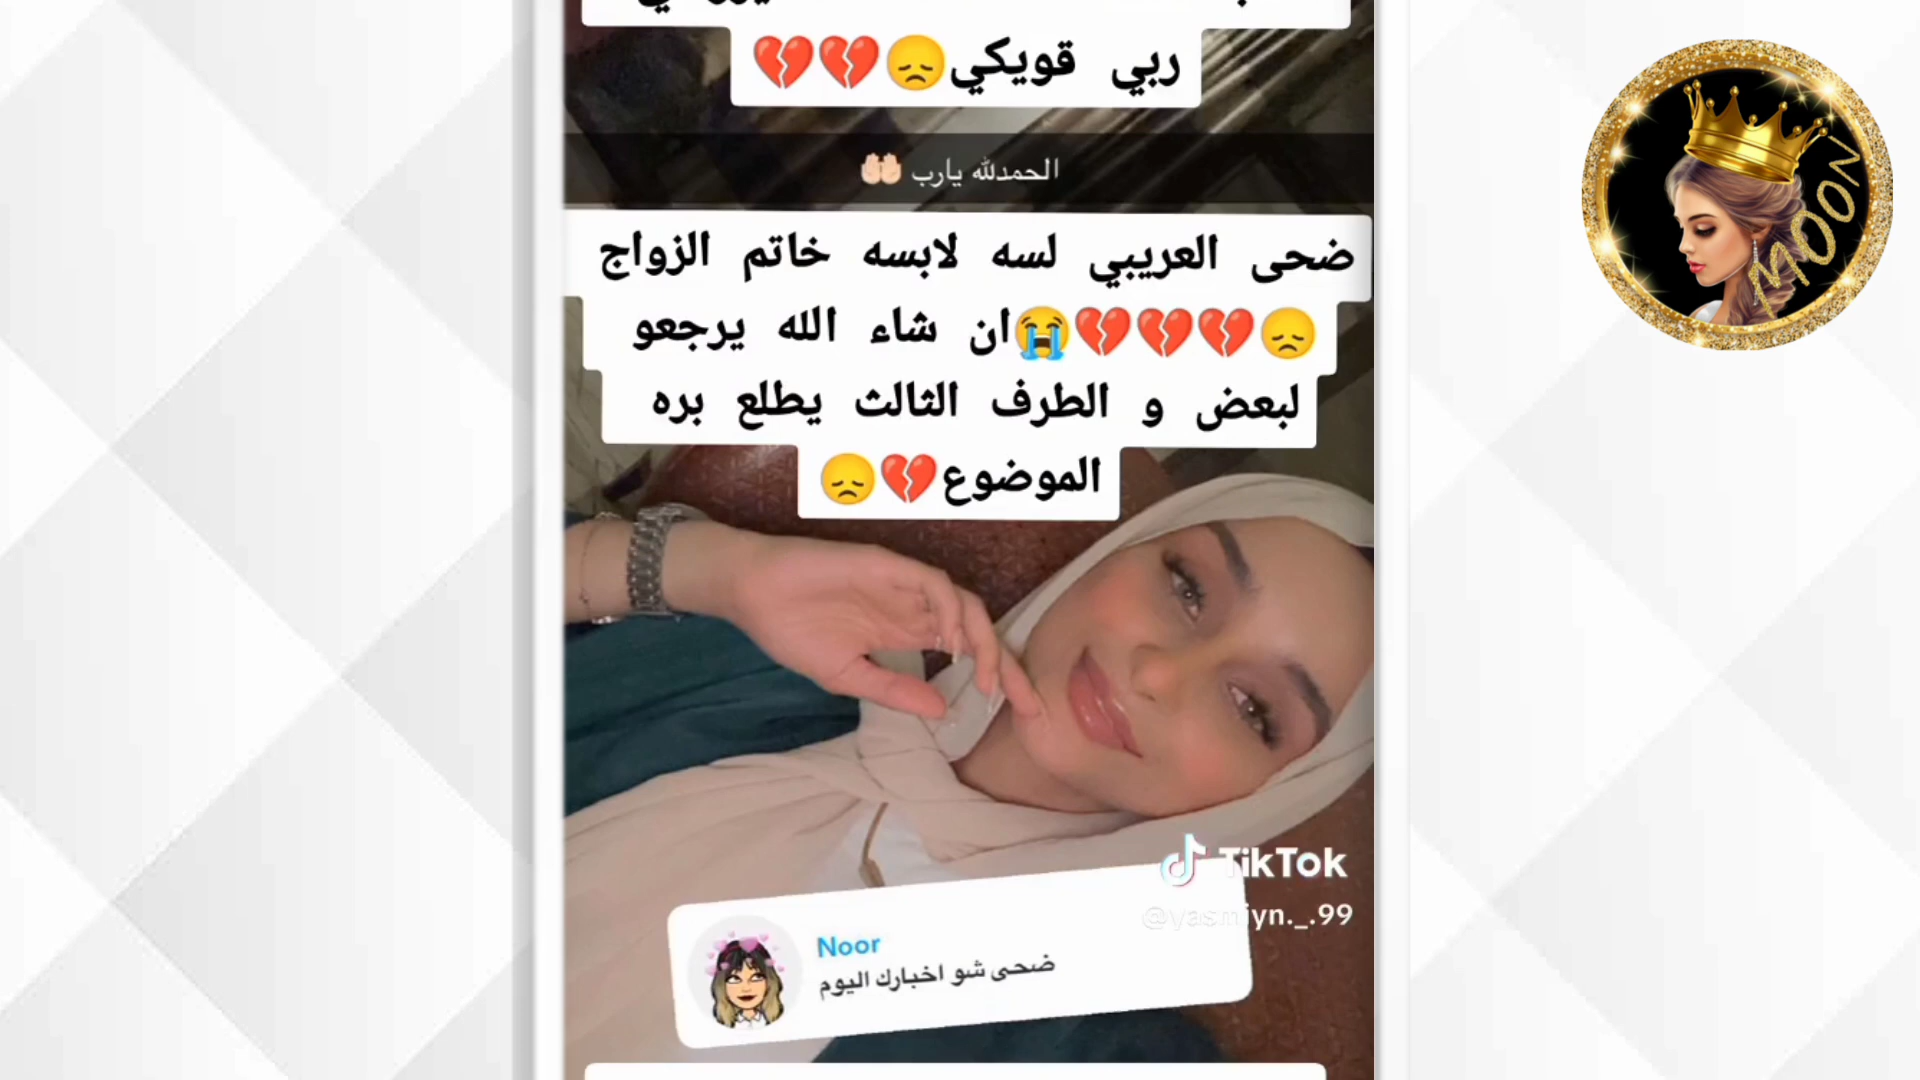 ربي قويكي😞💔💔
الحمدلله يارب 🤲🏻
ضحى العريبي لسه لابسه خاتم الزواج
😞💔💔💔😭ان شاء الله يرجعو
لبعض و الطرف الثالث يطلع بره
الموضوع💔😞
MOON
TikTok
@yasmiyn._.99
Noor
ضحى شو اخبارك اليوم